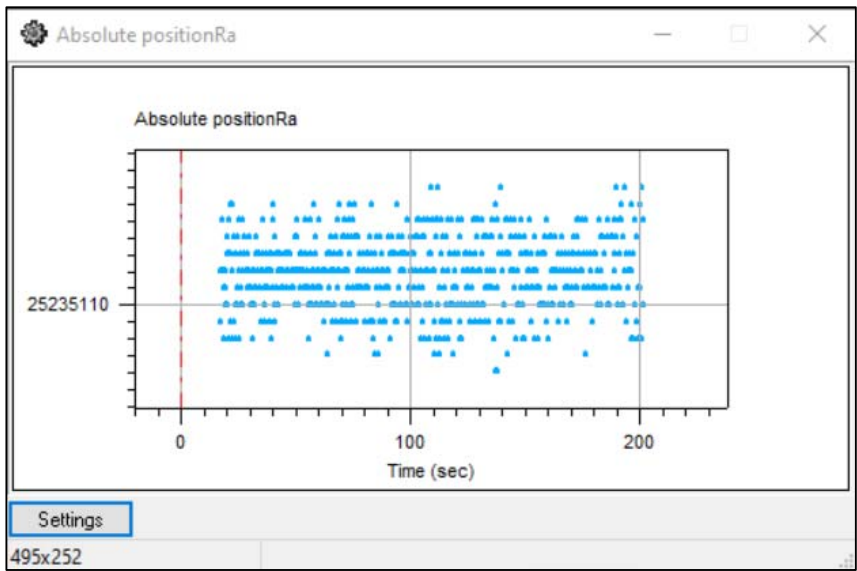 Absolute positionRa
Absolute positionRa
25235110
0 100 200
Time (sec)
Settings
495x252